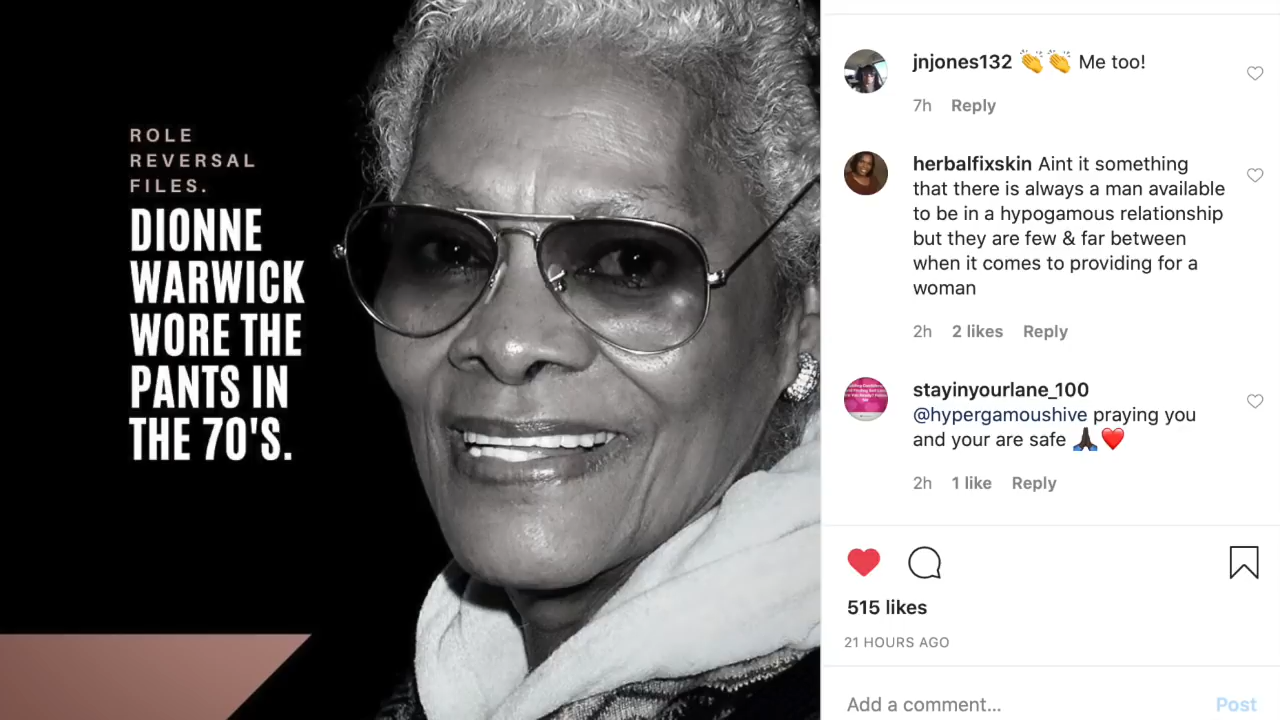 ROLE
REVERSAL
FILES.
DIONNE
WARWICK
WORE THE
PANTS IN
THE 70'S.
jnjones132 👏👏 Me too!
7h Reply
herbalfixskin Aint it something
that there is always a man available
to be in a hypogamous relationship
but they are few & far between
when it comes to providing for a
woman
2h 2 likes Reply
stayinyourlane_100
@hypergamoushive praying you
and your are safe 🙏🏿❤️
2h 1 like Reply
515 likes
21 HOURS AGO
Add a comment... Post